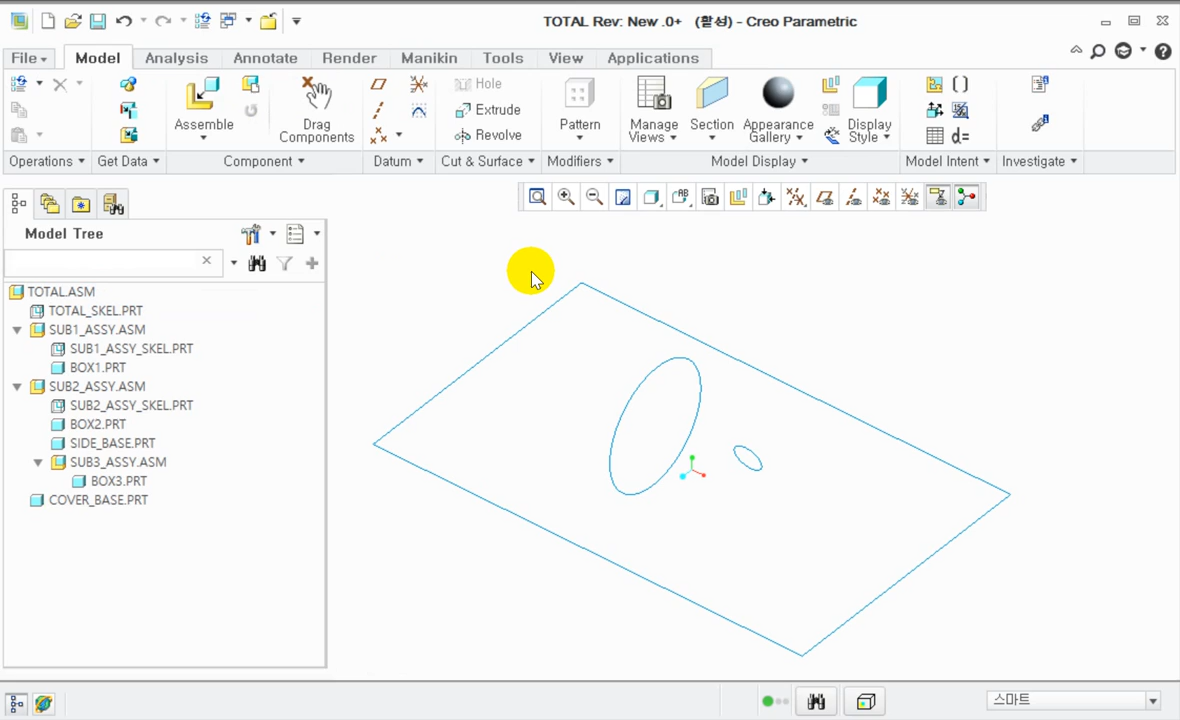 TOTAL Rev: New .0+ (활성) - Creo Parametric
File Model Analysis Annotate Render Manikin Tools View Applications
Hole
Extrude
Revolve
Assemble
Drag
Components
Pattern
Manage
Views
Section
Appearance
Gallery
Display
Style
Operations Get Data Component Datum Cut & Surface Modifiers Model Display Model Intent Investigate
Model Tree
TOTAL.ASM
TOTAL_SKEL.PRT
SUB1_ASSY.ASM
SUB1_ASSY_SKEL.PRT
BOX1.PRT
SUB2_ASSY.ASM
SUB2_ASSY_SKEL.PRT
BOX2.PRT
SIDE_BASE.PRT
SUB3_ASSY.ASM
BOX3.PRT
COVER_BASE.PRT
스마트